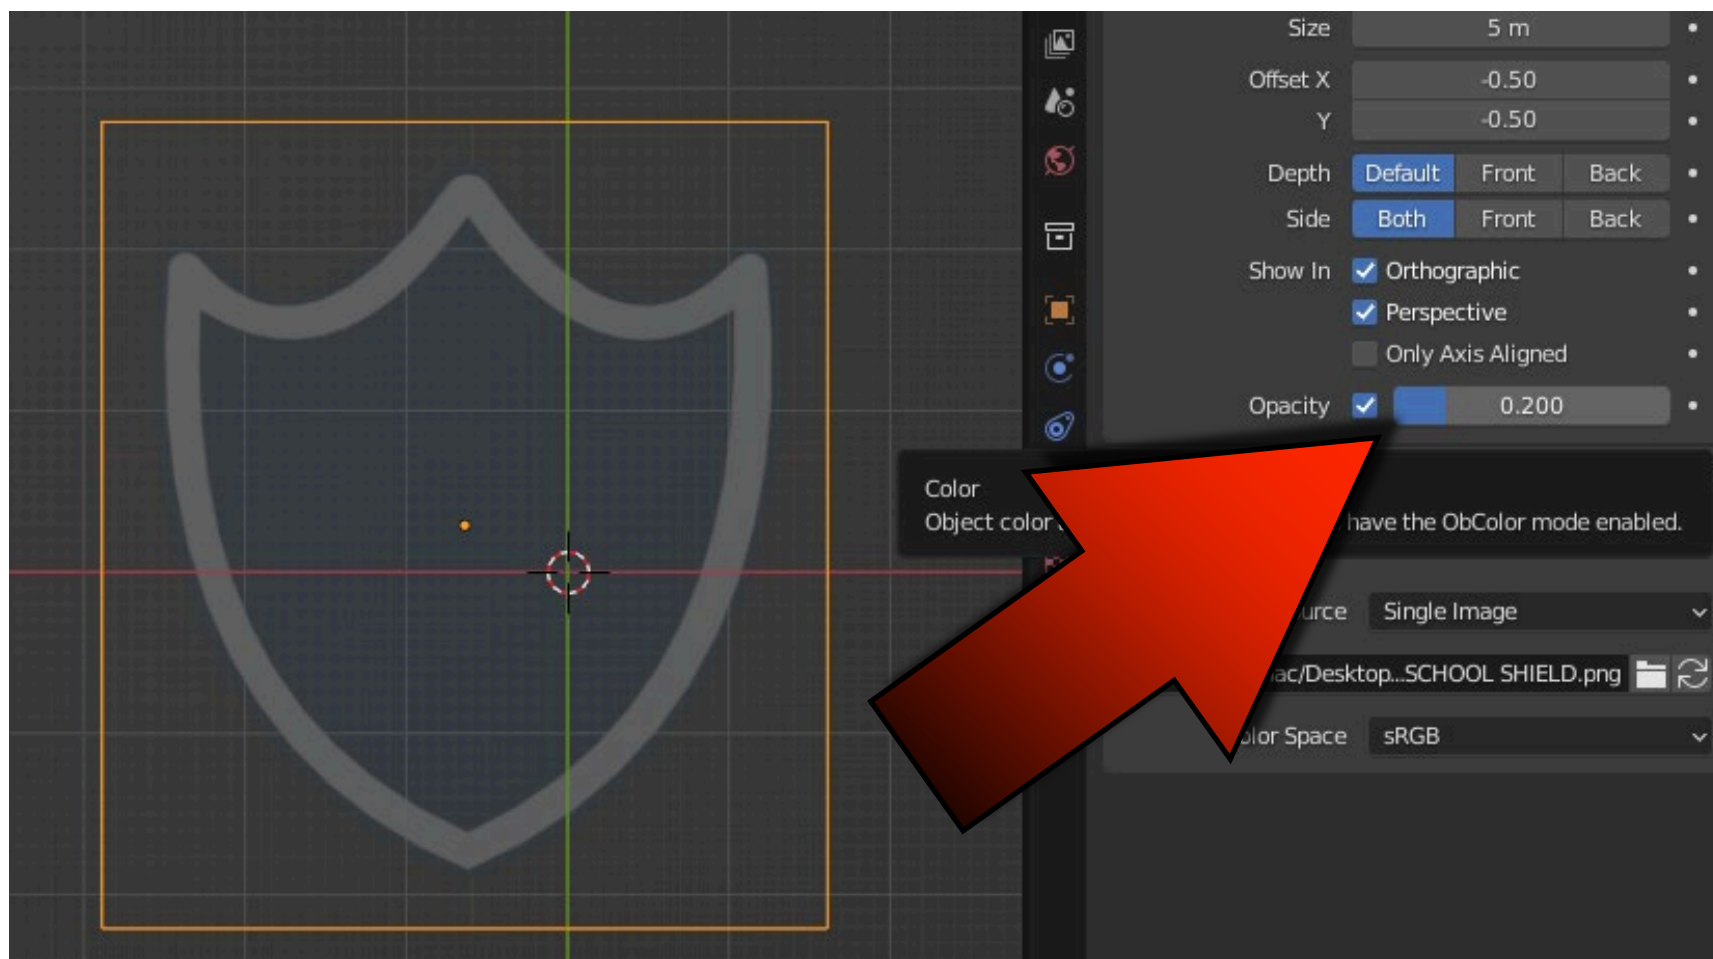 Size 5 m
Offset X -0.50
Y -0.50
Depth Default Front Back
Side Both Front Back
Show In Orthographic
Perspective
Only Axis Aligned
Opacity 0.200
Color
Object color have the ObColor mode enabled.
Single Image
ac/Desktop...SCHOOL SHIELD.png
Space sRGB